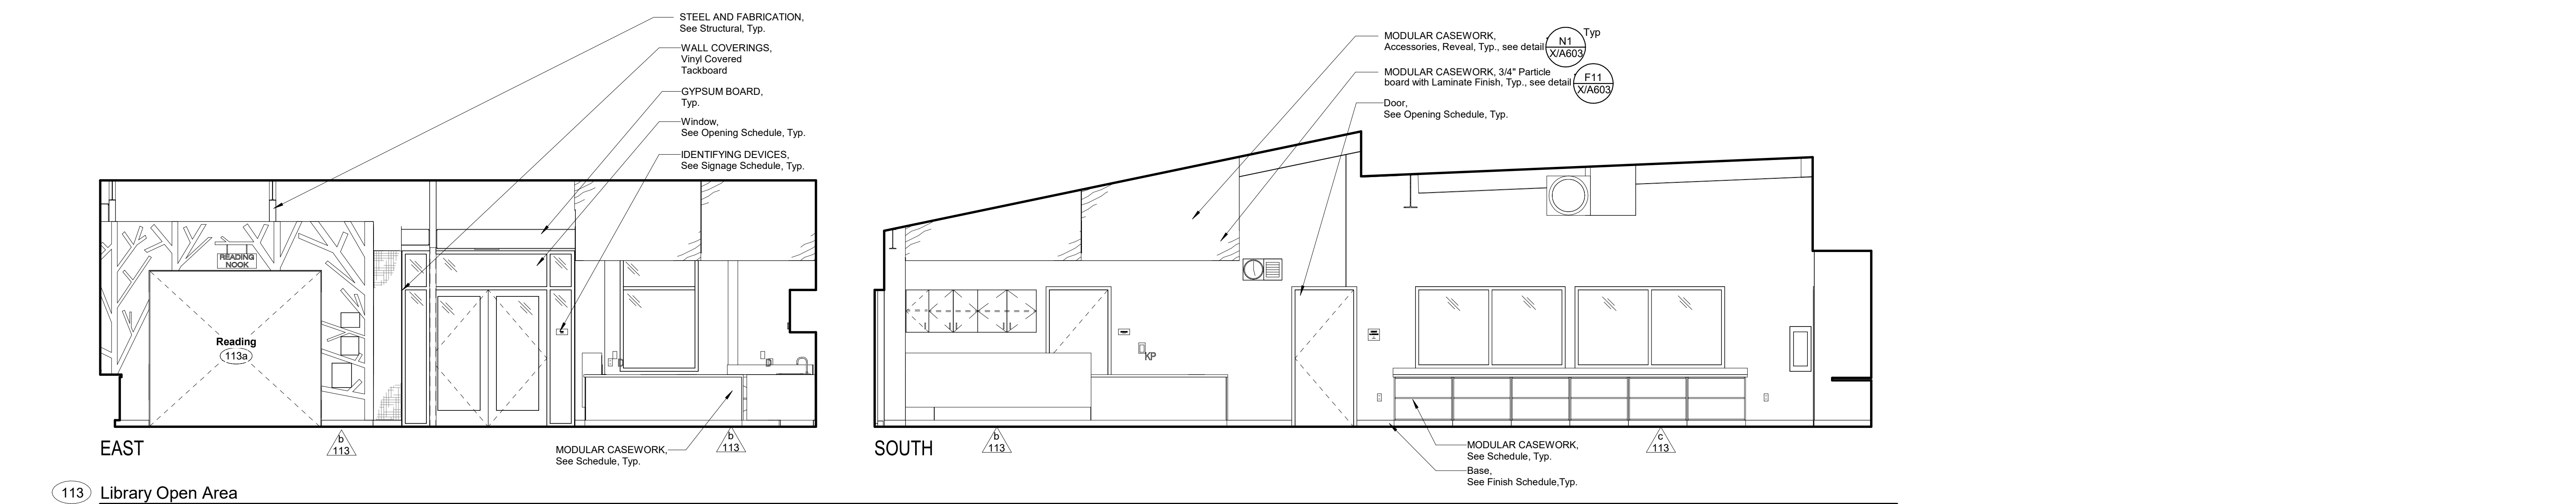 STEEL AND FABRICATION,
See Structural, Typ.
WALL COVERINGS,
Vinyl Covered
Tackboard
GYPSUM BOARD,
Typ.
Window,
See Opening Schedule, Typ.
IDENTIFYING DEVICES,
See Signage Schedule, Typ.
READING
NOOK
Reading
113a
EAST
b
113
MODULAR CASEWORK,
See Schedule, Typ.
b
113
MODULAR CASEWORK,
Accessories, Reveal, Typ., see detail
N1
X/A603
Typ
MODULAR CASEWORK, 3/4" Particle
board with Laminate Finish, Typ., see detail
F11
X/A603
Door,
See Opening Schedule, Typ.
KP
SOUTH
b
113
c
113
MODULAR CASEWORK,
See Schedule, Typ.
Base,
See Finish Schedule,Typ.
113
Library Open Area